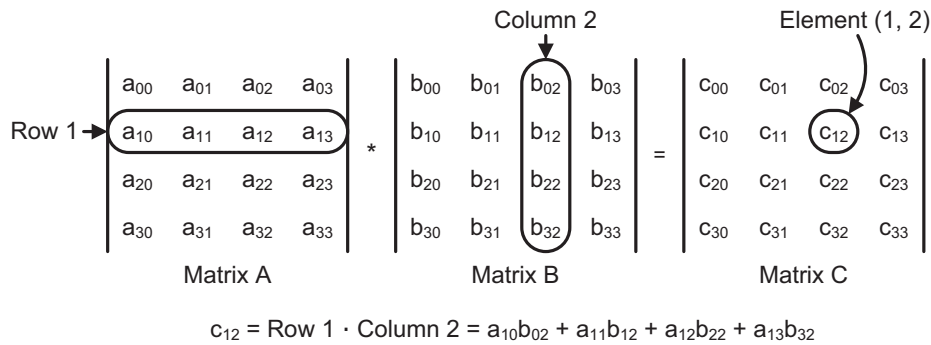 Column 2 Element (1, 2)
a₀₀ a₀₁ a₀₂ a₀₃ b₀₀ b₀₁ b₀₂ b₀₃ c₀₀ c₀₁ c₀₂ c₀₃
Row 1 a₁₀ a₁₁ a₁₂ a₁₃ * b₁₀ b₁₁ b₁₂ b₁₃ = c₁₀ c₁₁ c₁₂ c₁₃
a₂₀ a₂₁ a₂₂ a₂₃ b₂₀ b₂₁ b₂₂ b₂₃ c₂₀ c₂₁ c₂₂ c₂₃
a₃₀ a₃₁ a₃₂ a₃₃ b₃₀ b₃₁ b₃₂ b₃₃ c₃₀ c₃₁ c₃₂ c₃₃
Matrix A Matrix B Matrix C
c₁₂ = Row 1 · Column 2 = a₁₀b₀₂ + a₁₁b₁₂ + a₁₂b₂₂ + a₁₃b₃₂